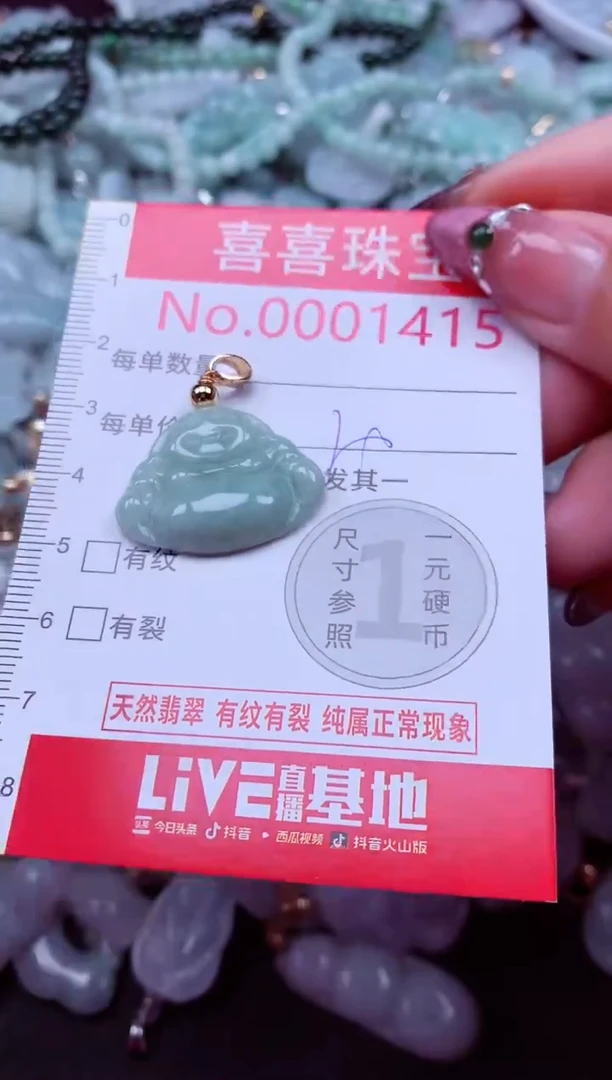 喜喜珠宝
No.0001415
0
1
2
3
4
5
6
7
8
每单数量
每单价
发其一
有纹
有裂
尺寸参照
1
一元硬币
天然翡翠 有纹有裂 纯属正常现象
LiVE直播基地
今日头条 抖音 西瓜视频 抖音火山版